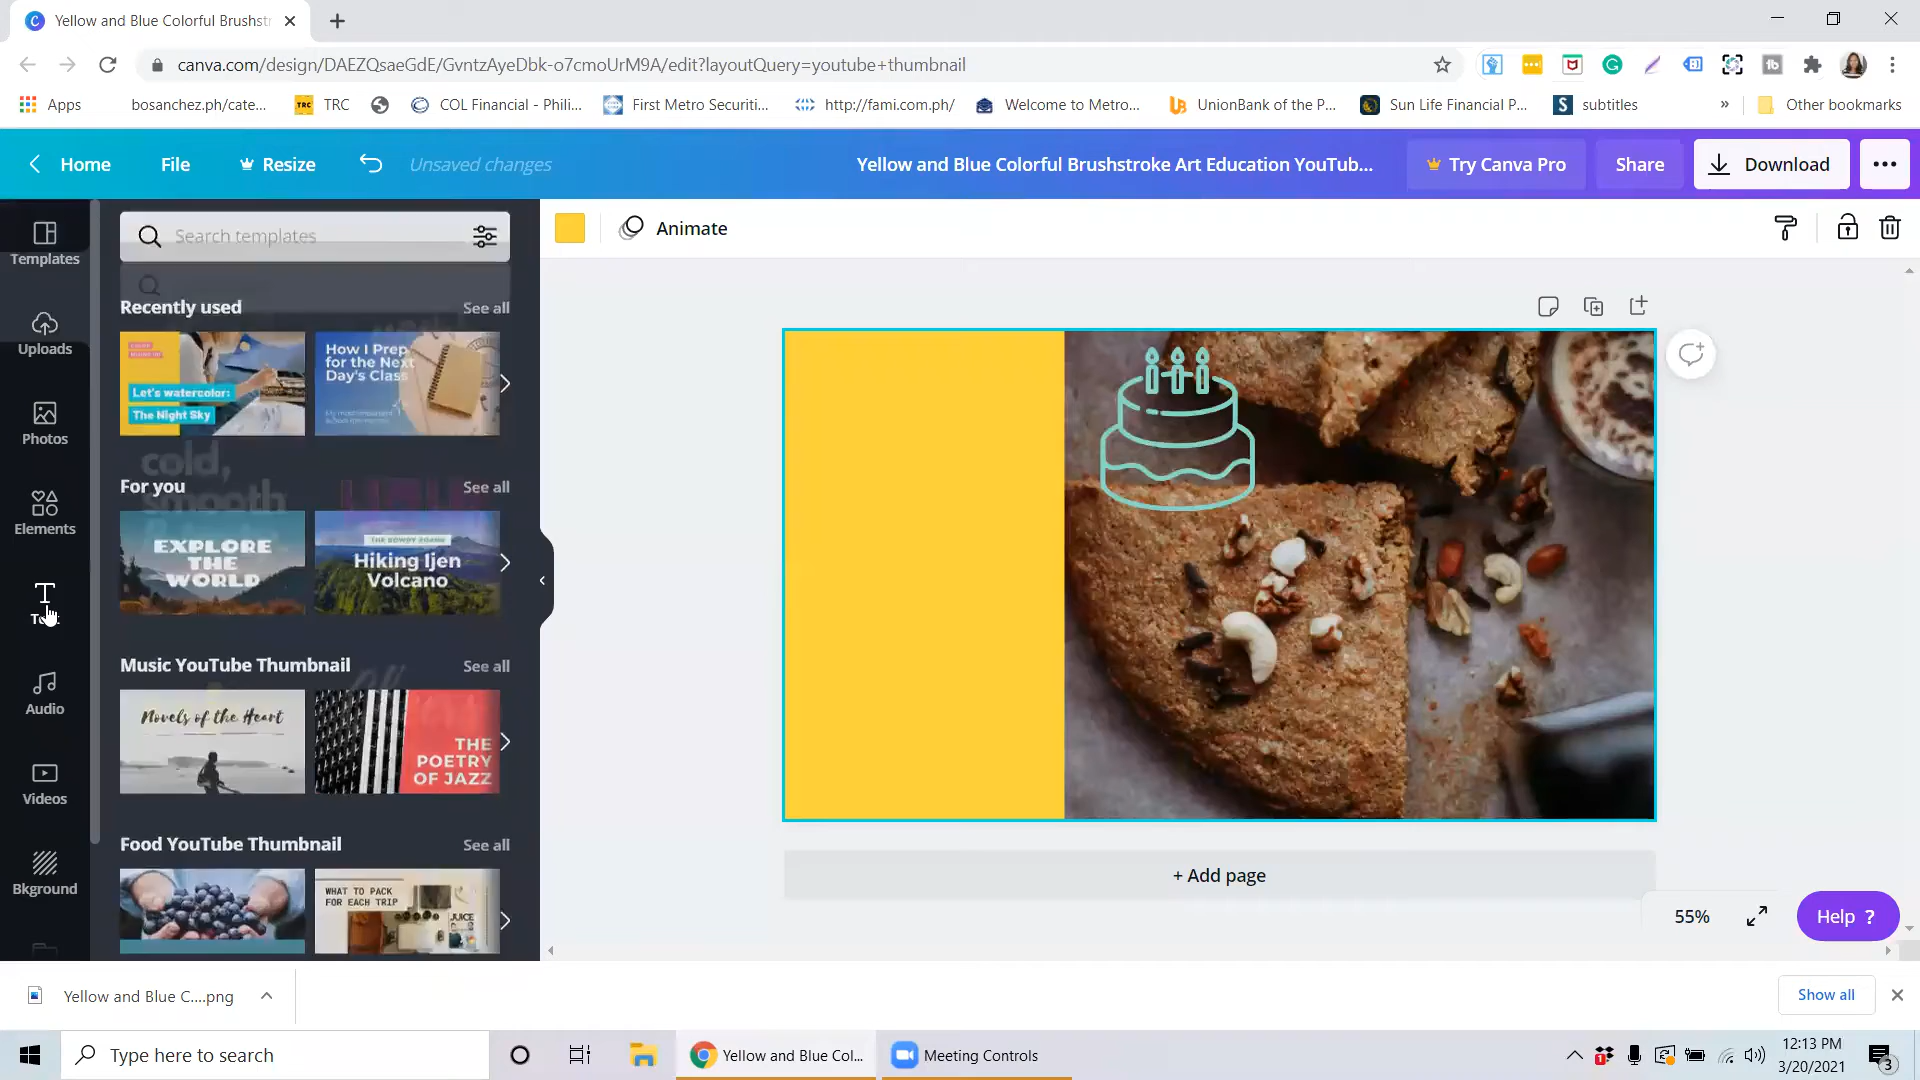 Yellow and Blue Colorful Brushstr
canva.com/design/DAEZQsaeGdE/GvntzAyeDbk-o7cmoUrM9A/edit?layoutQuery=youtube+thumbnail
Apps
bosanchez.ph/cate...
TRC
COL Financial - Phili...
First Metro Securiti...
http://fami.com.ph/
Welcome to Metro...
UnionBank of the P...
Sun Life Financial P...
subtitles
»
Other bookmarks
Home
File
Resize
Unsaved changes
Yellow and Blue Colorful Brushstroke Art Education YouTub...
Try Canva Pro
Share
Download
Templates
Uploads
Photos
Elements
Audio
Videos
Bkground
Search templates
Recently used
See all
Let's watercolor:
The Night Sky
How I Prep
for the Next
Day's Class
cold,
smooth
For you
See all
EXPLORE
THE
WORLD
Hiking Ijen
Volcano
Music YouTube Thumbnail
See all
Novels of the Heart
THE
POETRY
OF JAZZ
Food YouTube Thumbnail
See all
WHAT TO PACK
FOR EACH TRIP
JUICE
Animate
+ Add page
55%
Help ?
Yellow and Blue C....png
Show all
Type here to search
Yellow and Blue Col...
Meeting Controls
12:13 PM
3/20/2021
3